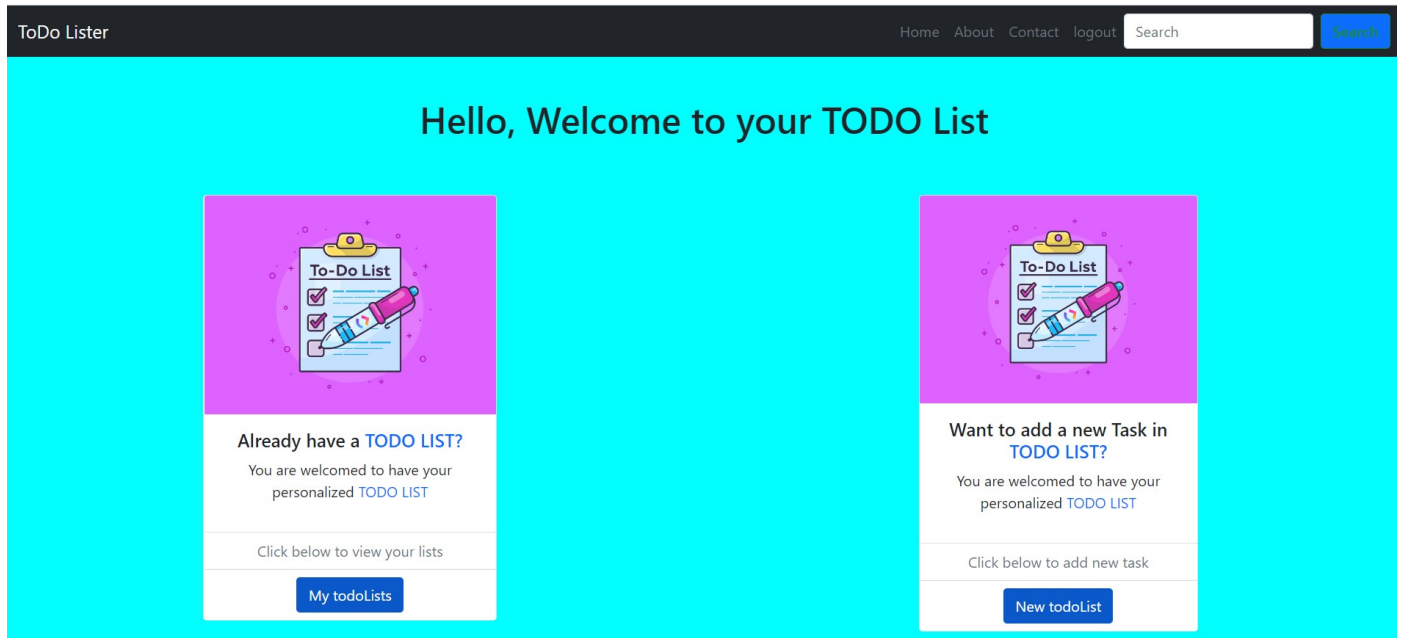 ToDo Lister
Home About Contact logout Search Search
Hello, Welcome to your TODO List
To-Do List
Already have a TODO LIST?
You are welcomed to have your
personalized TODO LIST
Click below to view your lists
My todoLists
To-Do List
Want to add a new Task in
TODO LIST?
You are welcomed to have your
personalized TODO LIST
Click below to add new task
New todoList